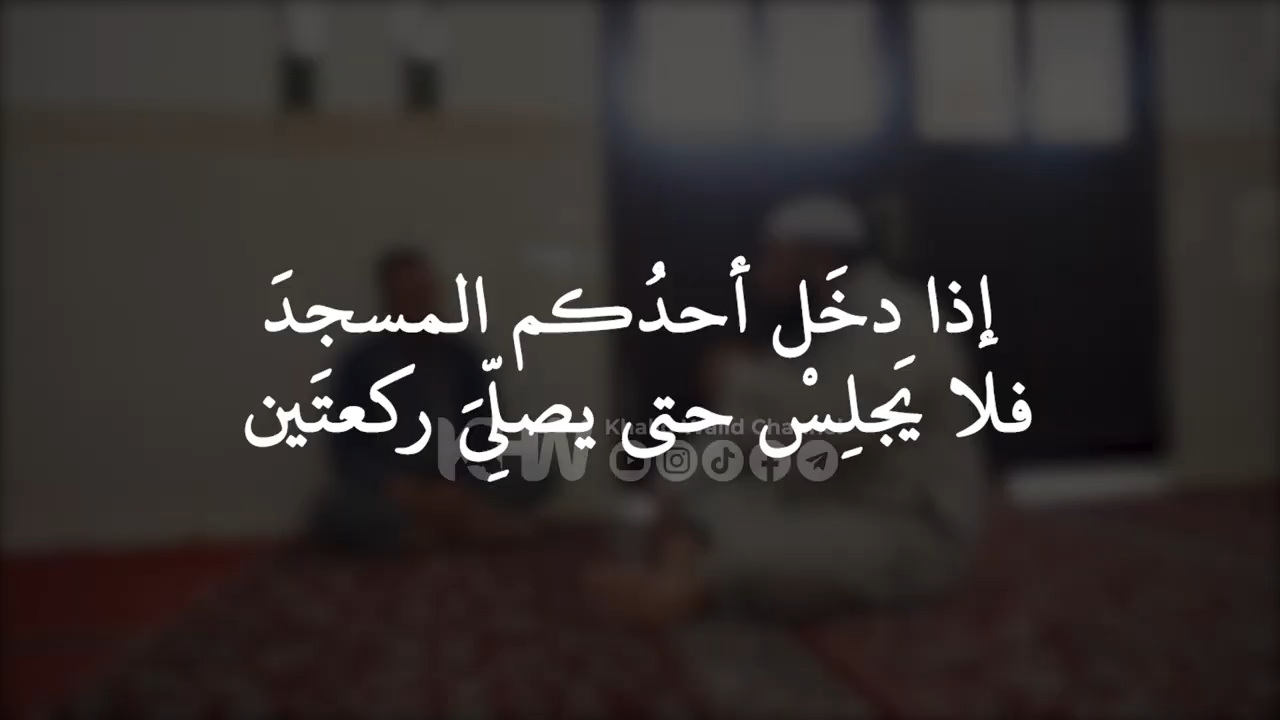 إذا دخَل أحدُكم المسجدَ
فلا يَجلِسْ حتى يصلِّيَ ركعتَين